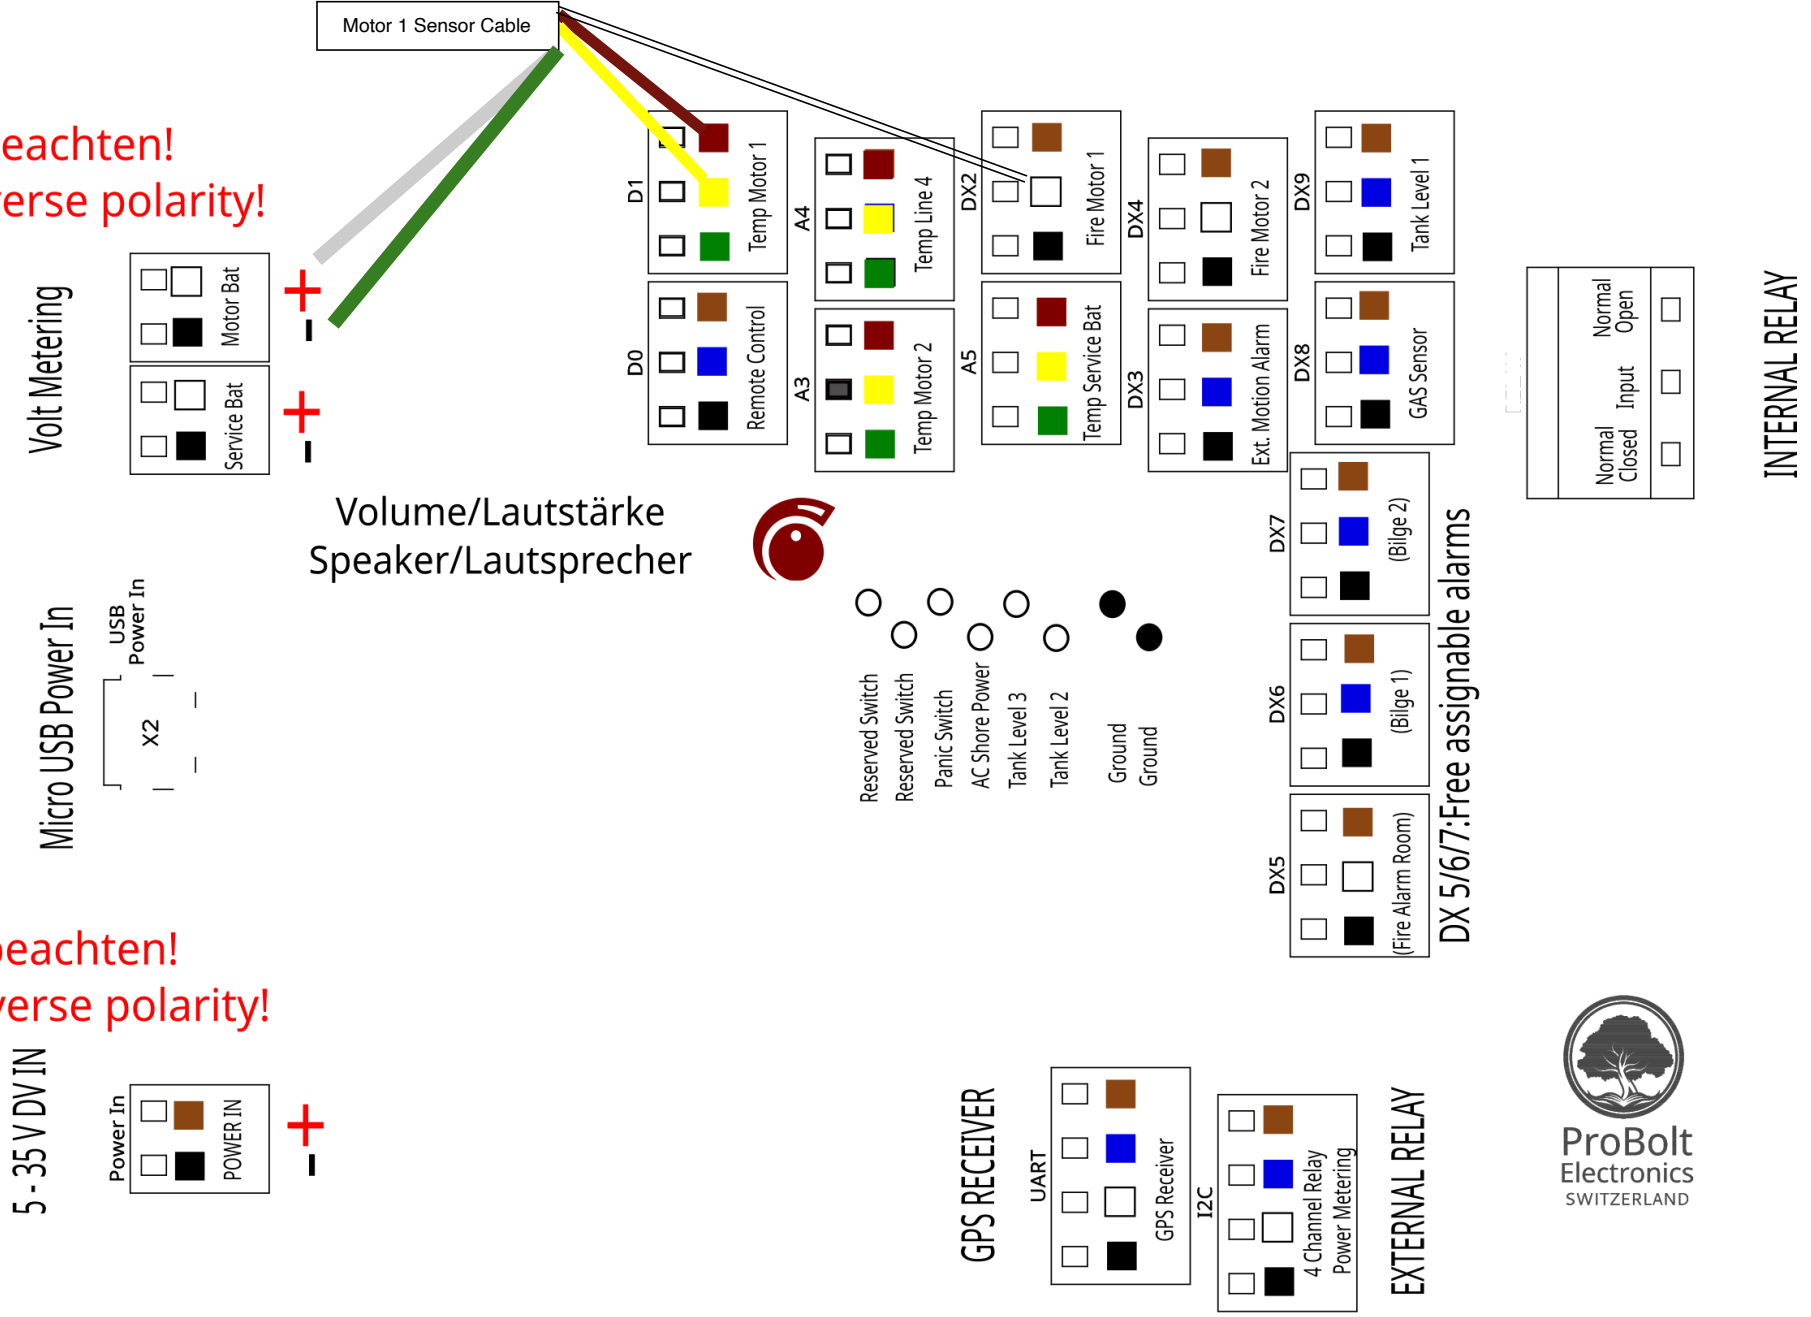 Motor 1 Sensor Cable
eachten!
erse polarity!
Volt Metering
Motor Bat
+
-
Service Bat
+
-
D1
Temp Motor 1
A4
Temp Line 4
DX2
Fire Motor 1
DX4
Fire Motor 2
DX9
Tank Level 1
D0
Remote Control
A3
Temp Motor 2
A5
Temp Service Bat
DX3
Ext. Motion Alarm
DX8
GAS Sensor
Normal
Open
Input
Normal
Closed
INTERNAL RELAY
Volume/Lautstärke
Speaker/Lautsprecher
DX7
(Bilge 2)
DX6
(Bilge 1)
DX5
(Fire Alarm Room)
DX 5/6/7:Free assignable alarms
Micro USB Power In
USB
Power In
X2
Reserved Switch
Reserved Switch
Panic Switch
AC Shore Power
Tank Level 3
Tank Level 2
Ground
Ground
beachten!
verse polarity!
5 - 35 V DV IN
Power In
POWER IN
+
-
GPS RECEIVER
UART
GPS Receiver
I2C
4 Channel Relay
Power Metering
EXTERNAL RELAY
ProBolt
Electronics
SWITZERLAND